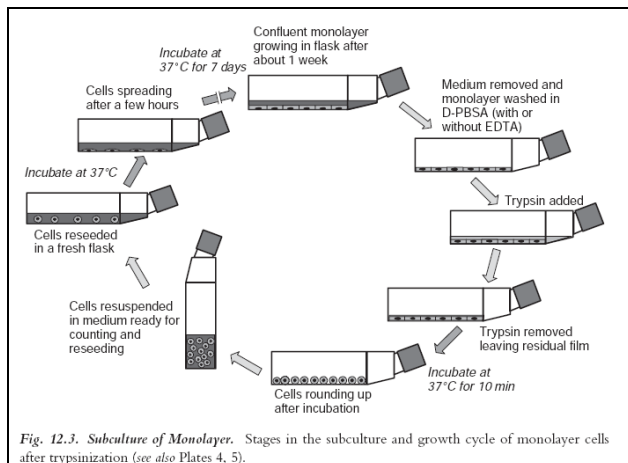 Confluent monolayer
growing in flask after
about 1 week
Incubate at
37°C for 7 days
Medium removed and
monolayer washed in
D-PBSA (with or
without EDTA)
Trypsin added
Trypsin removed
leaving residual film
Incubate at
37°C for 10 min
Cells rounding up
after incubation
Cells resuspended
in medium ready for
counting and
reseeding
Cells reseeded
in a fresh flask
Incubate at 37°C
Cells spreading
after a few hours
Fig. 12.3. Subculture of Monolayer. Stages in the subculture and growth cycle of monolayer cells
after trypsinization (see also Plates 4, 5).